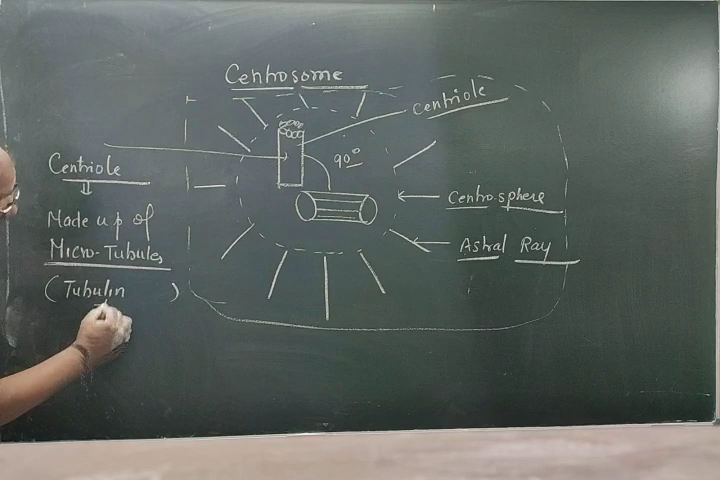 Centrosome
Centriole
90°
Centriole
Centrosphere
Made up of
Micro-Tubules
Astral Ray
(Tubulin )